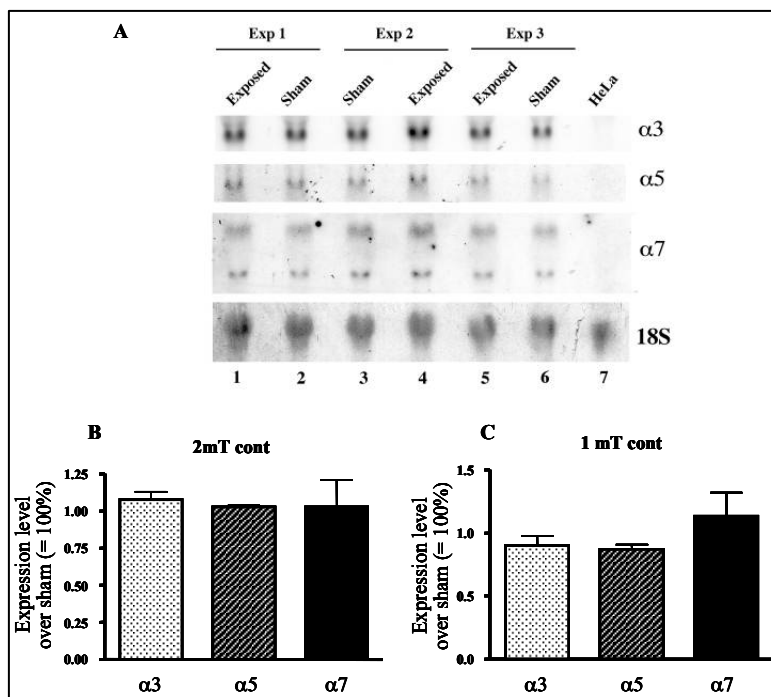 A
Exp 1 Exp 2 Exp 3
Exposed Sham Sham Exposed Exposed Sham HeLa
α3
α5
α7
18S
1 2 3 4 5 6 7
B
2mT cont
Expression level
over sham (= 100%)
1.25
1.00
0.75
0.50
0.25
0.00
α3 α5 α7
C
1 mT cont
Expression level
over sham (= 100%)
1.5
1.0
0.5
0.0
α3 α5 α7